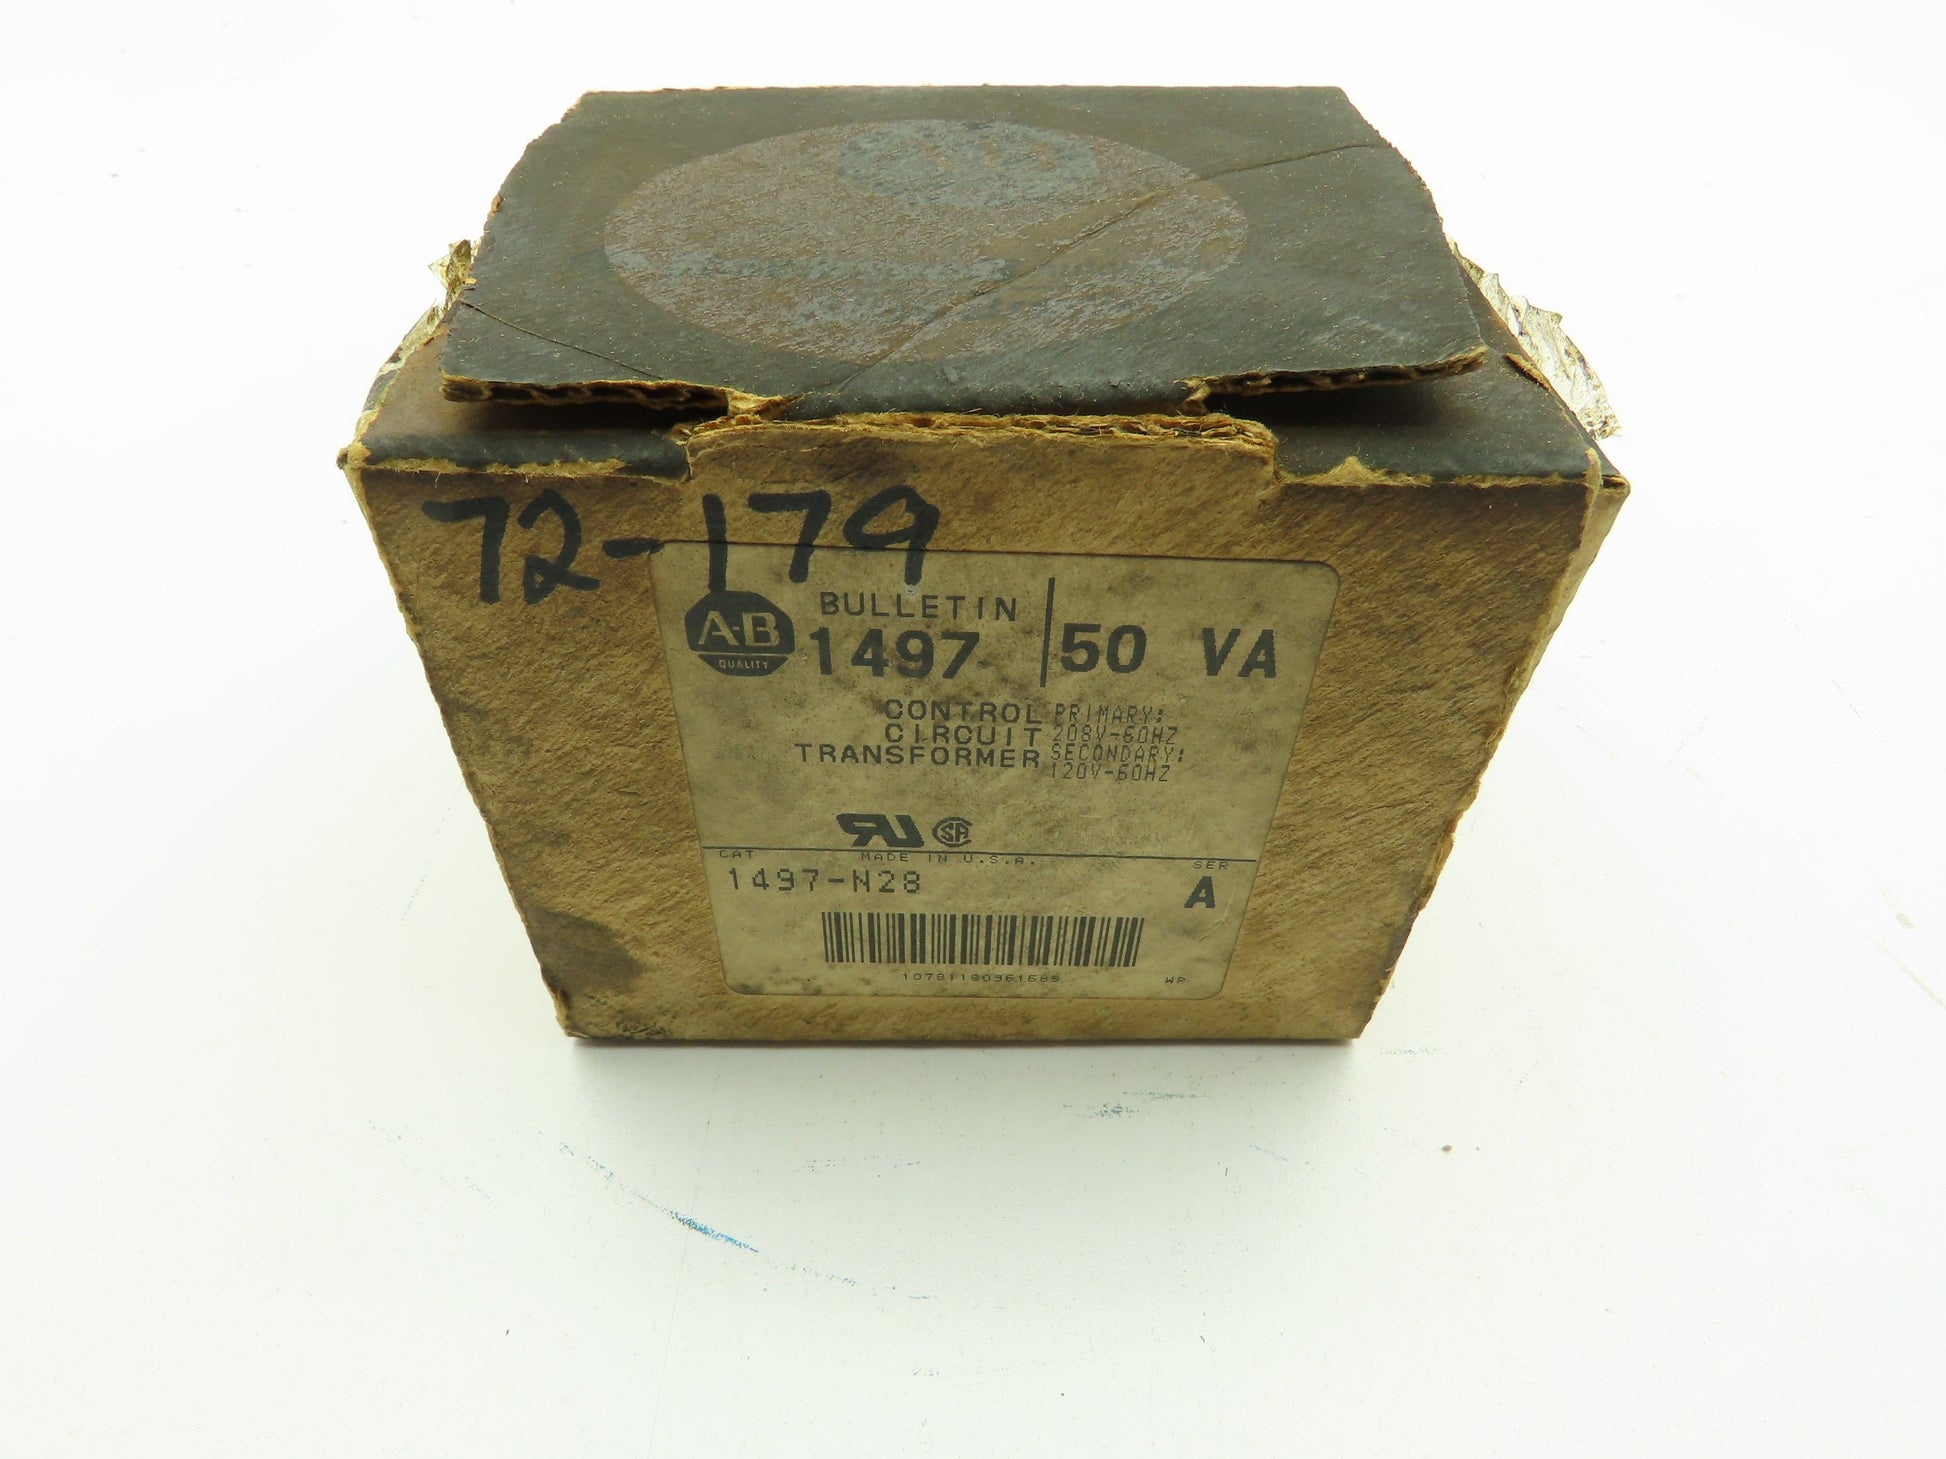 72-179
A-B
QUALITY
BULLETIN
1497
50 VA
CONTROL
CIRCUIT
TRANSFORMER
PRIMARY:
208V-60HZ
SECONDARY:
120V-60HZ
MADE IN U.S.A.
CAT
SER
1497-N28
A
WP